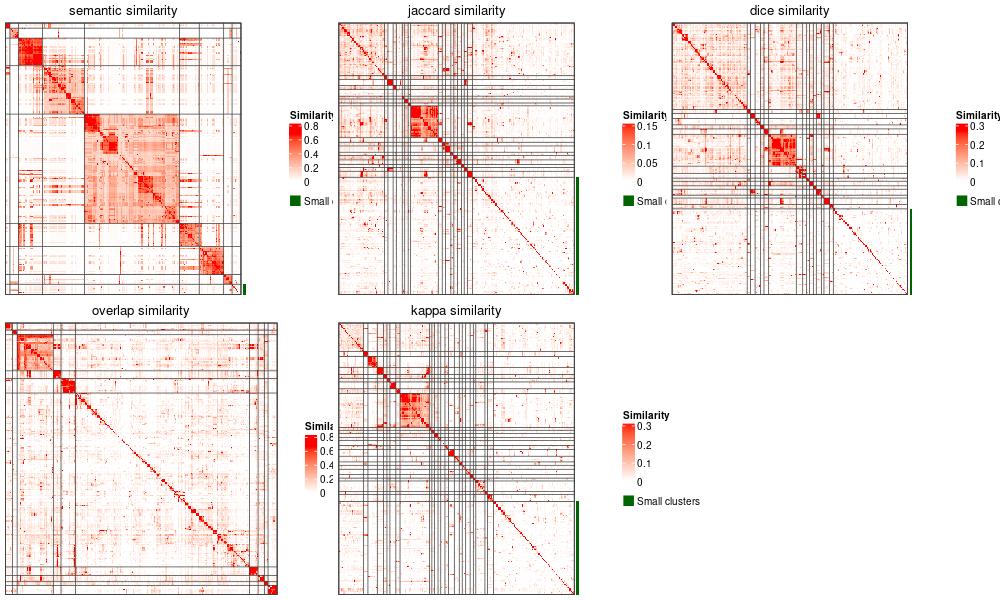 semantic similarity
Similarity
0.8
0.6
0.4
0.2
0
Small c
jaccard similarity
Similarity
0.15
0.1
0.05
0
Small c
dice similarity
Similarity
0.3
0.2
0.1
0
Small c
overlap similarity
Simila
0.8
0.6
0.4
0.2
0
kappa similarity
Similarity
0.3
0.2
0.1
0
Small clusters